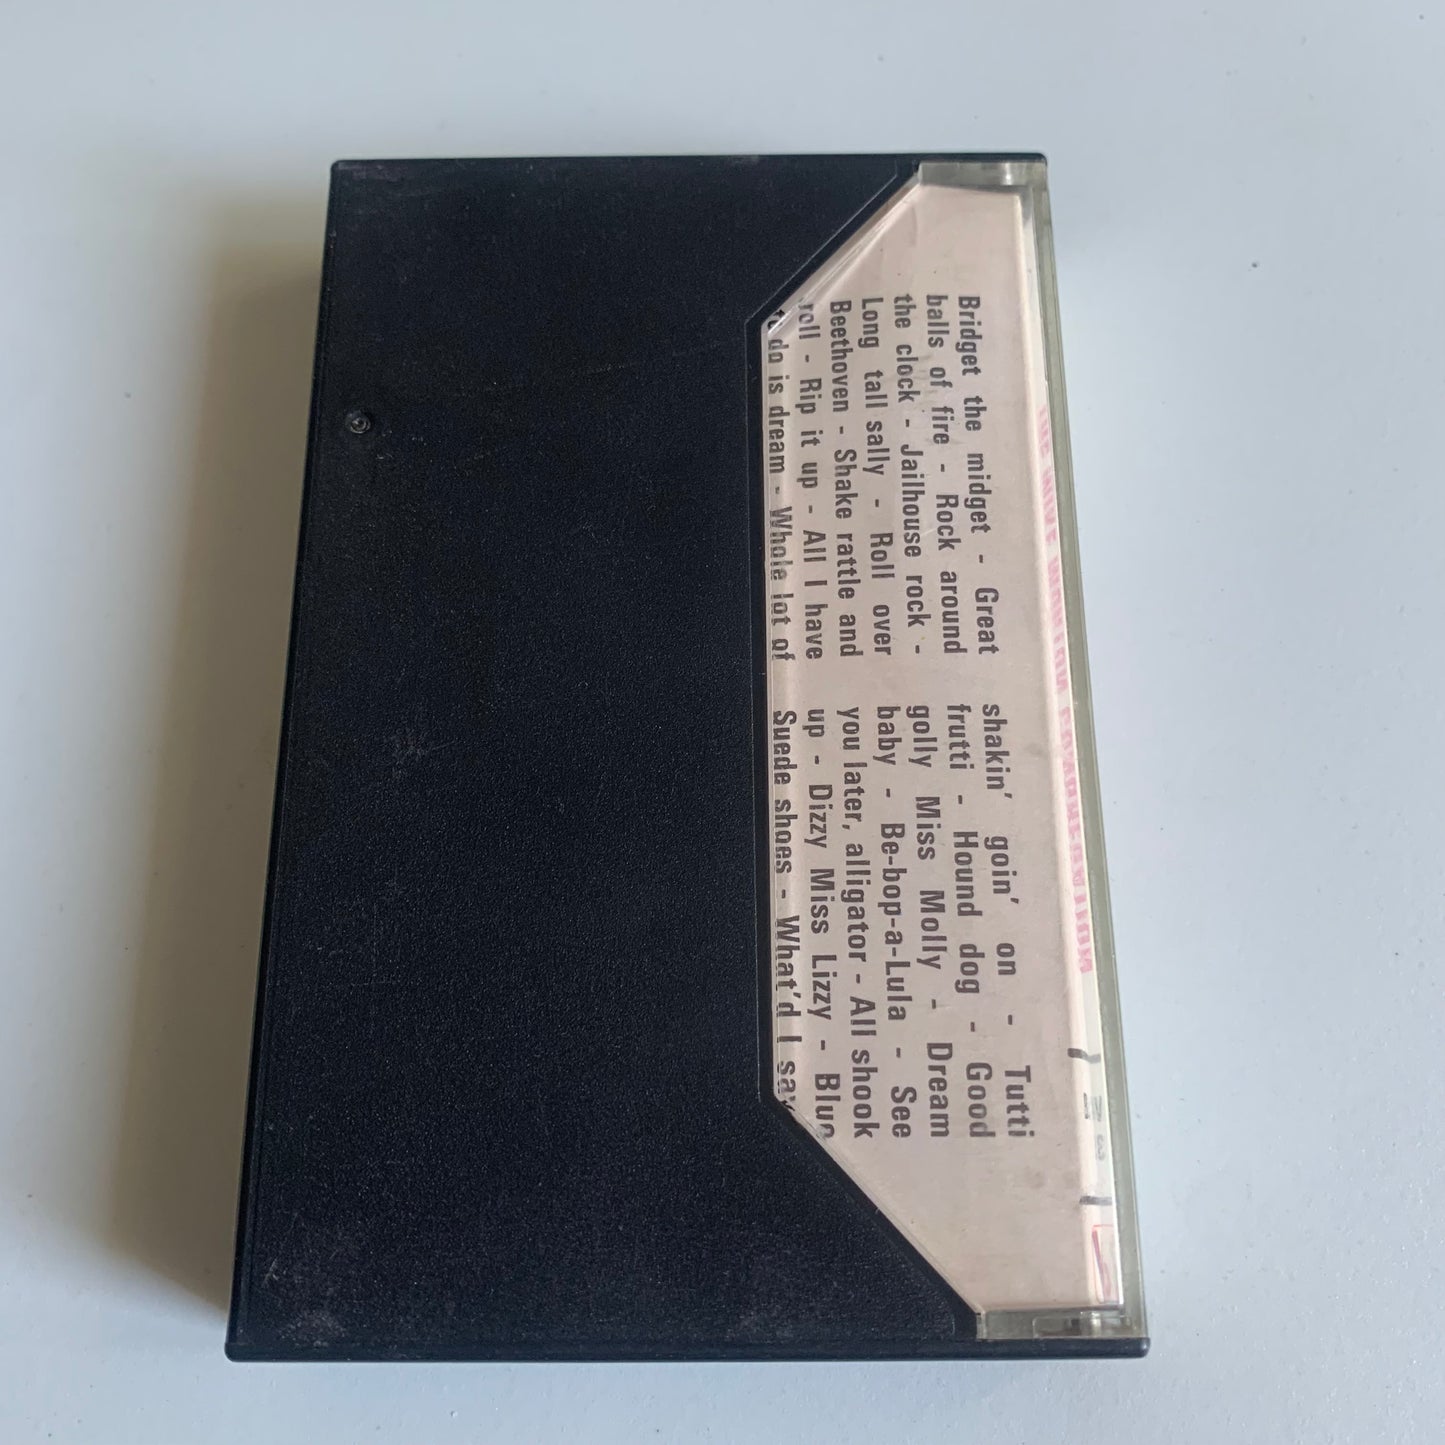 Bridget the midget - Great
balls of fire - Rock around
the clock - Jailhouse rock -
Long tall sally - Roll over
Beethoven - Shake rattle and
roll - Rip it up - All I have
to do is dream - Whole lot of
shakin' goin' on - Tutti
frutti - Hound dog - Good
golly Miss Molly - Dream
baby - Be-bop-a-Lula - See
you later, alligator - All shook
up - Dizzy Miss Lizzy - Blue
Suede shoes - What'd I say